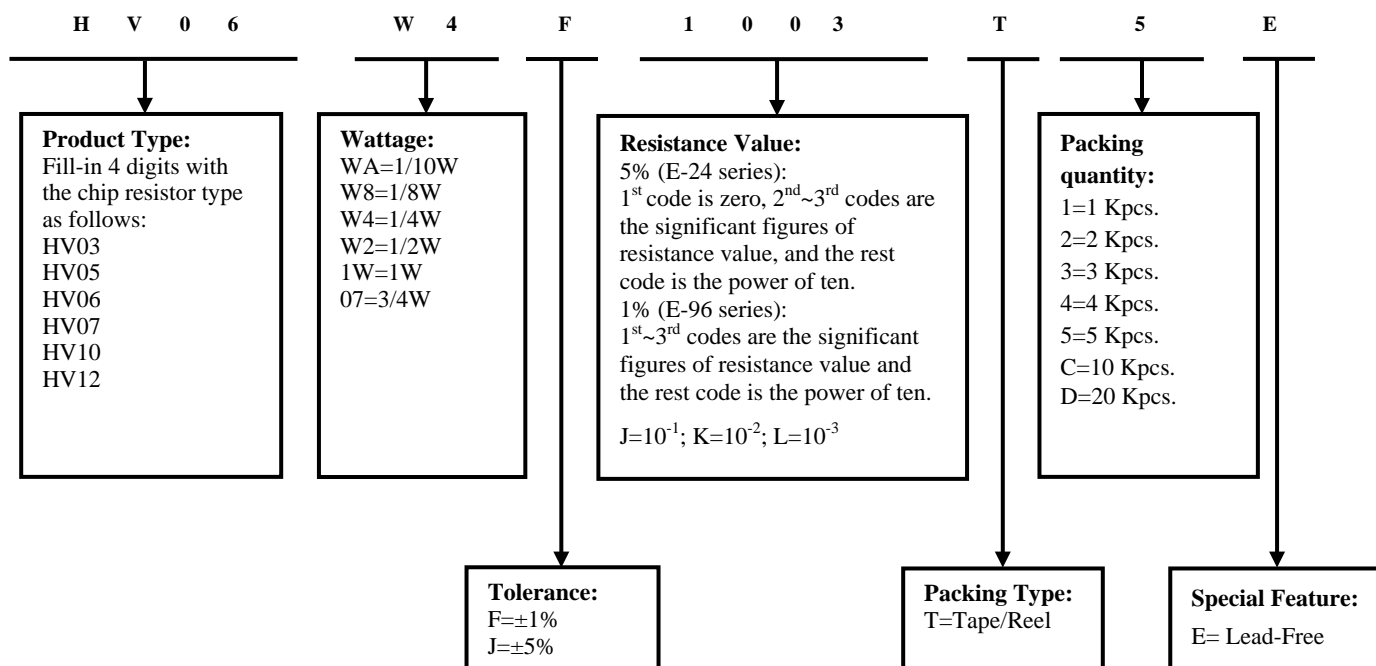 H V 0 6 W 4 F 1 0 0 3 T 5 E
Product Type:
Fill-in 4 digits with
the chip resistor type
as follows:
HV03
HV05
HV06
HV07
HV10
HV12
Wattage:
WA=1/10W
W8=1/8W
W4=1/4W
W2=1/2W
1W=1W
07=3/4W
Resistance Value:
5% (E-24 series):
1st code is zero, 2nd~3rd codes are
the significant figures of
resistance value, and the rest
code is the power of ten.
1% (E-96 series):
1st~3rd codes are the significant
figures of resistance value and
the rest code is the power of ten.
J=10-1; K=10-2; L=10-3
Packing
quantity:
1=1 Kpcs.
2=2 Kpcs.
3=3 Kpcs.
4=4 Kpcs.
5=5 Kpcs.
C=10 Kpcs.
D=20 Kpcs.
Tolerance:
F=±1%
J=±5%
Packing Type:
T=Tape/Reel
Special Feature:
E= Lead-Free